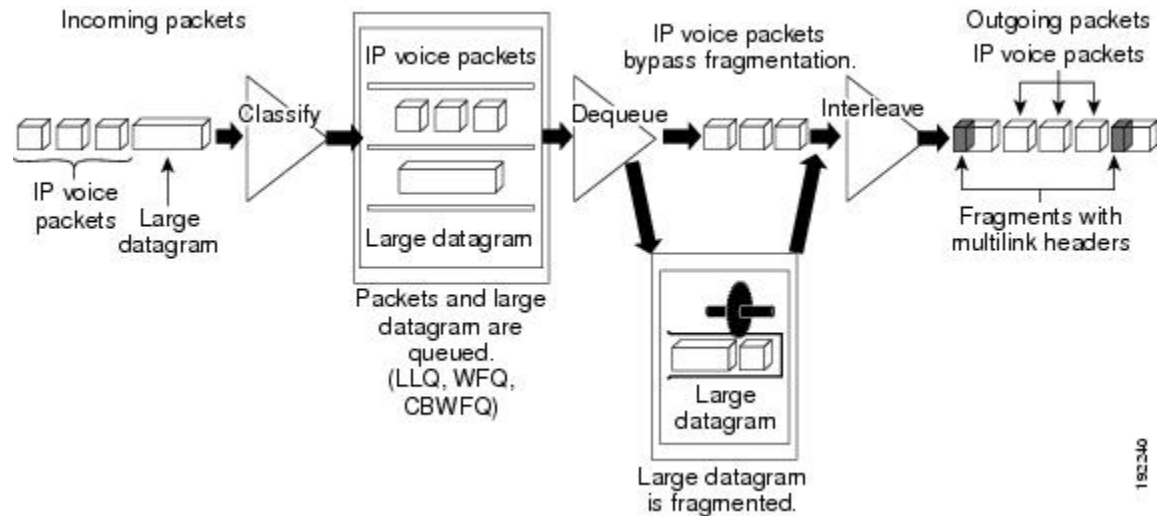 Incoming packets
IP voice
packets
Large
datagram
Classify
IP voice packets
Large datagram
Packets and large
datagram are
queued.
(LLQ, WFQ,
CBWFQ)
Dequeue
IP voice packets
bypass fragmentation.
Large
datagram
Large datagram
is fragmented.
Interleave
Outgoing packets
IP voice packets
Fragments with
multilink headers
192240